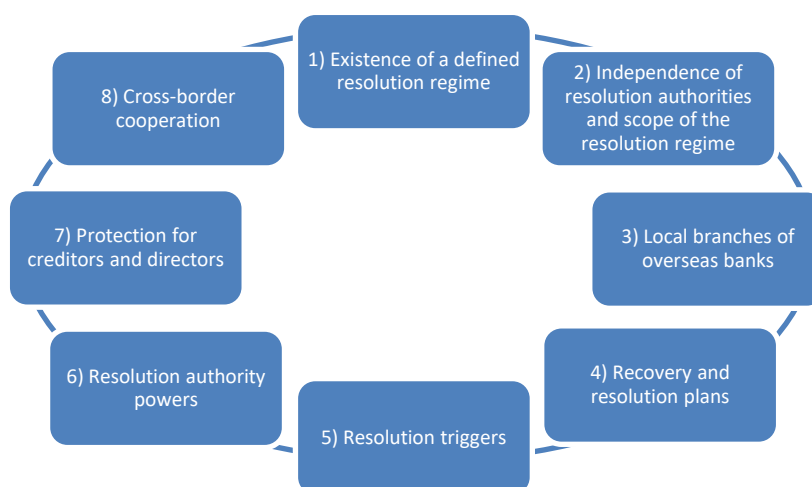 1) Existence of a defined
resolution regime
2) Independence of
resolution authorities
and scope of the
resolution regime
3) Local branches of
overseas banks
4) Recovery and
resolution plans
5) Resolution triggers
6) Resolution authority
powers
7) Protection for
creditors and directors
8) Cross-border
cooperation